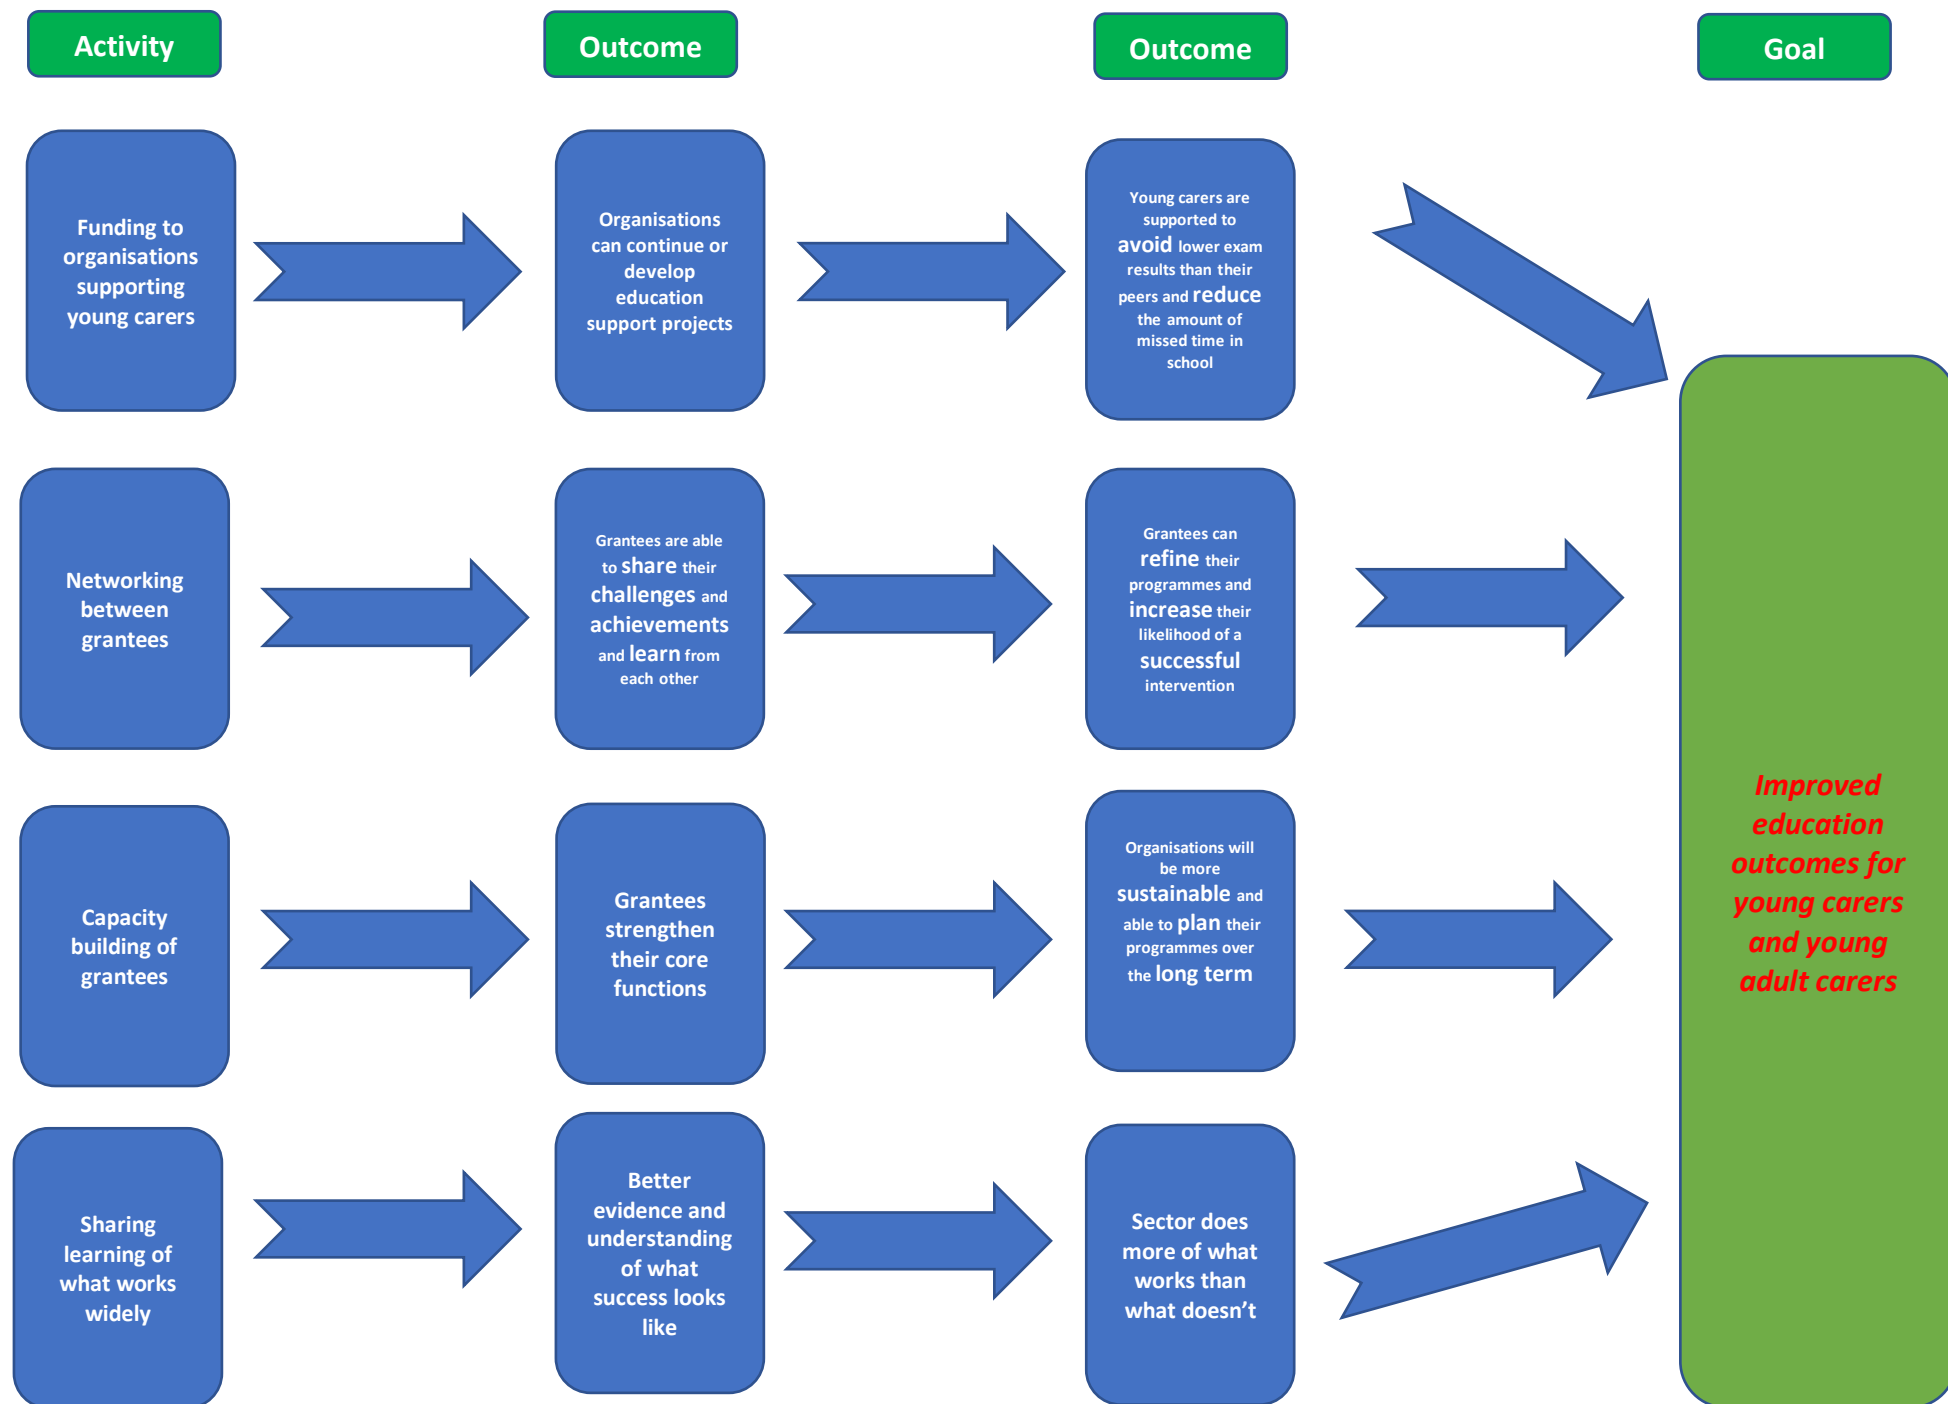 Activity
Outcome
Outcome
Goal
Funding to
organisations
supporting
young carers
Organisations
can continue or
develop
education
support projects
Young carers are
supported to
avoid lower exam
results than their
peers and reduce
the amount of
missed time in
school
Networking
between
grantees
Grantees are able
to share their
challenges and
achievements
and learn from
each other
Grantees can
refine their
programmes and
increase their
likelihood of a
successful
intervention
Capacity
building of
grantees
Grantees
strengthen
their core
functions
Organisations will
be more
sustainable and
able to plan their
programmes over
the long term
Sharing
learning of
what works
widely
Better
evidence and
understanding
of what
success looks
like
Sector does
more of what
works than
what doesn’t
Improved
education
outcomes for
young carers
and young
adult carers